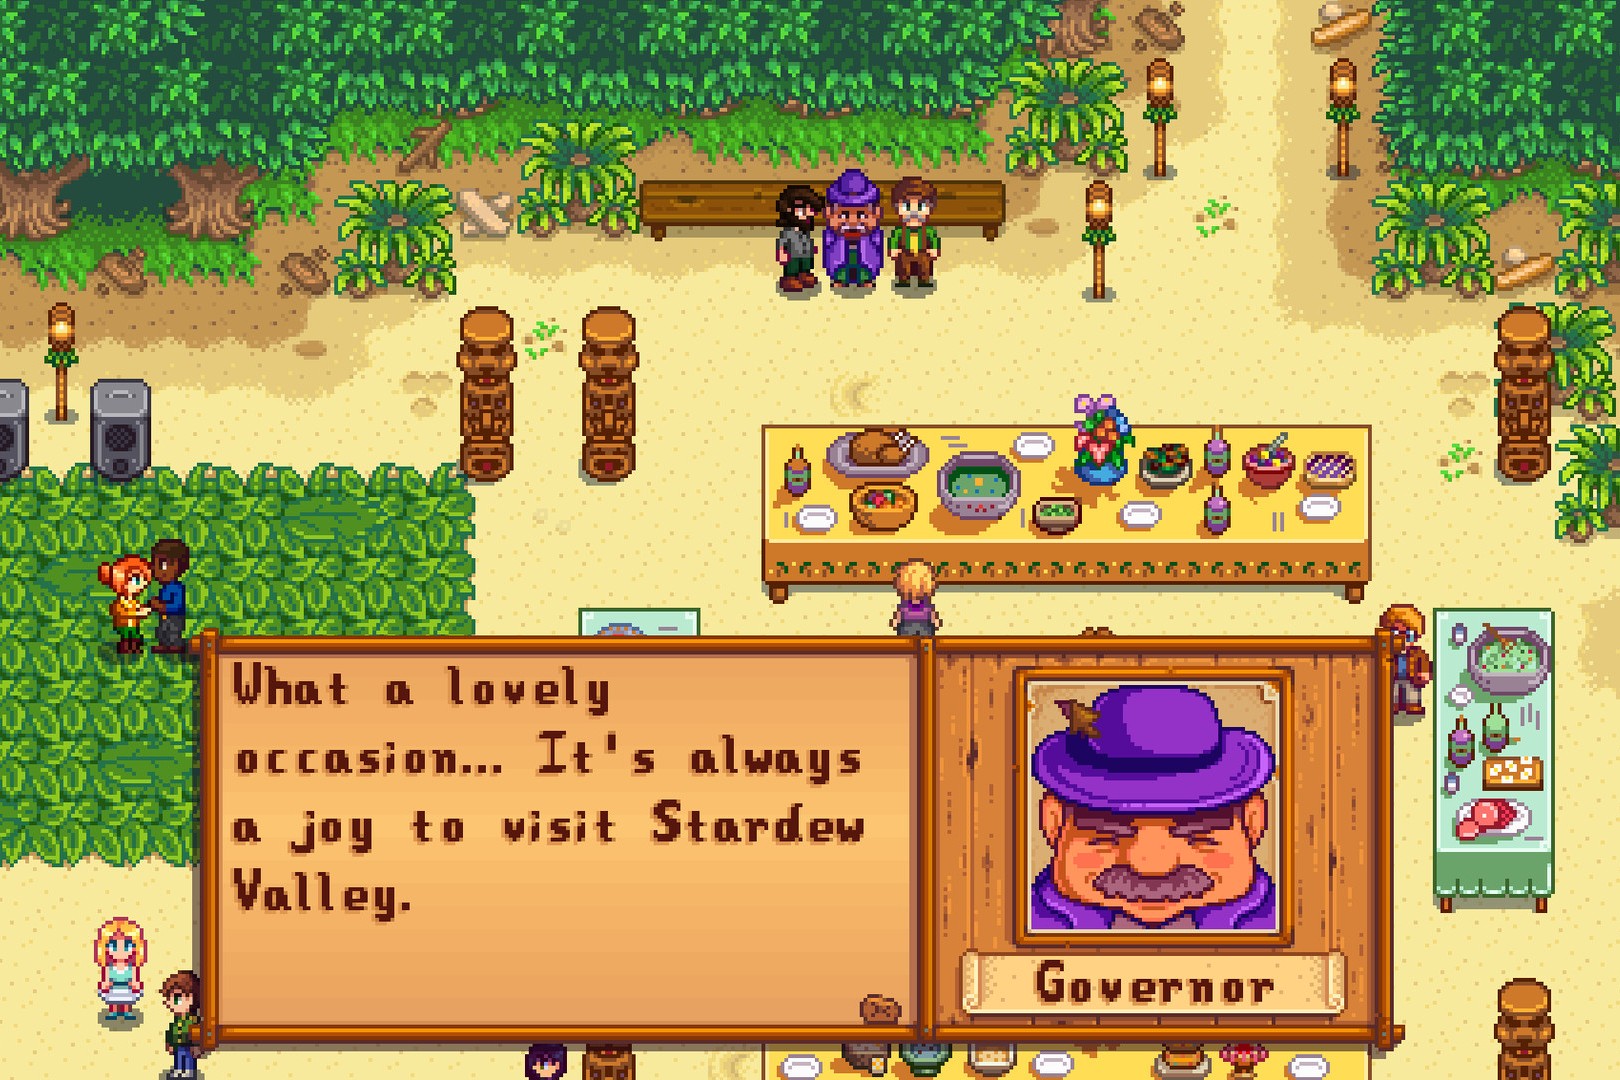 What a lovely
occasion... It's always
a joy to visit Stardew
Valley.
Governor